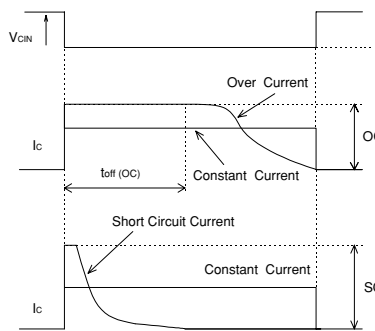 VCIN
Over Current
IC
OC
toff (OC)
Constant Current
Short Circuit Current
Constant Current
IC
SC